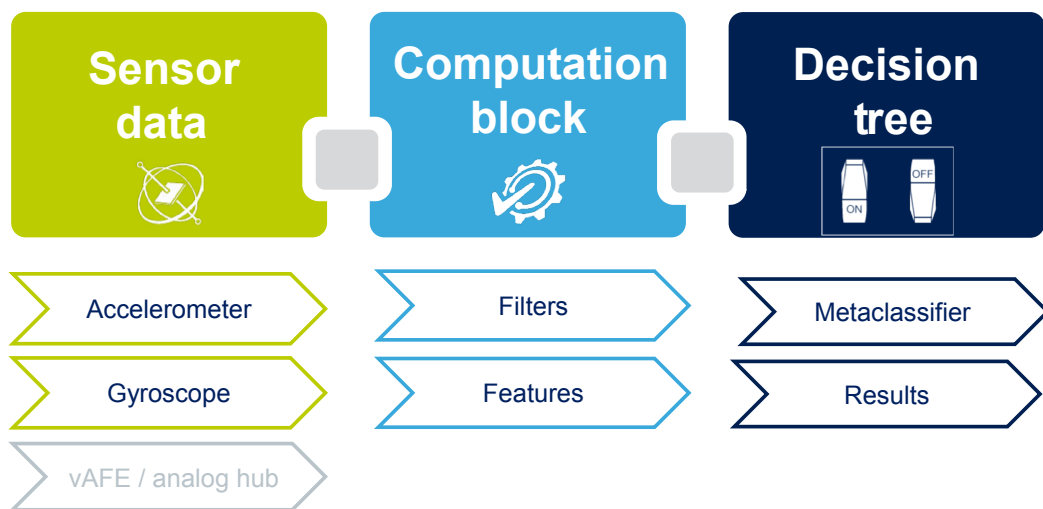 Sensor
data
Computation
block
Decision
tree
ON
OFF
Accelerometer
Filters
Metaclassifier
Gyroscope
Features
Results
vAFE / analog hub